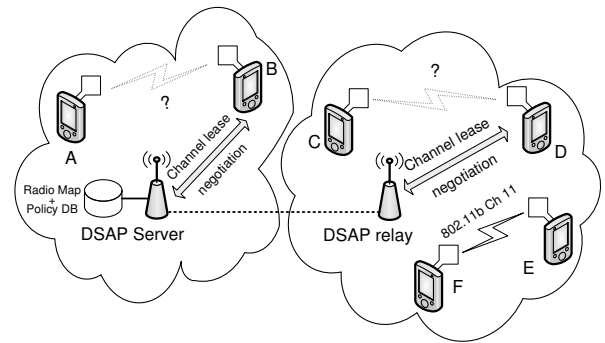 B
?
A
Channel lease
negotiation
Radio Map
+
Policy DB
DSAP Server
?
C
D
Channel lease
negotiation
DSAP relay
802.11b Ch 11
E
F